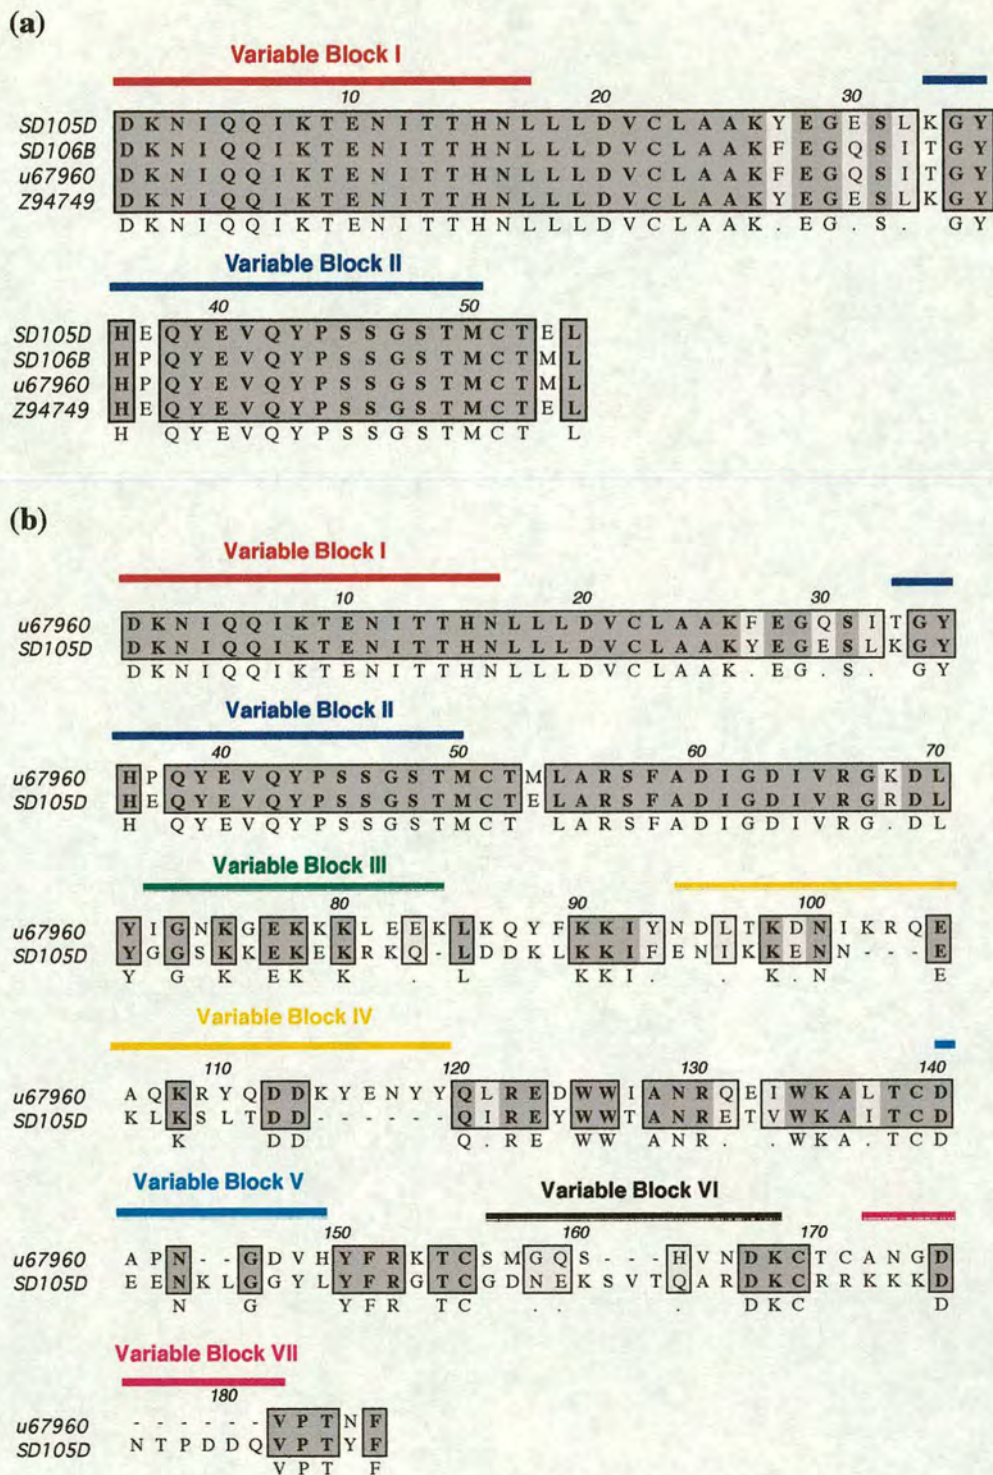 (a)
Variable Block I
10 20 30
SD105D D K N I Q Q I K T E N I T T H N L L L D V C L A A K Y E G E S L K G Y
SD106B D K N I Q Q I K T E N I T T H N L L L D V C L A A K F E G Q S I T G Y
u67960 D K N I Q Q I K T E N I T T H N L L L D V C L A A K F E G Q S I T G Y
Z94749 D K N I Q Q I K T E N I T T H N L L L D V C L A A K Y E G E S L K G Y
D K N I Q Q I K T E N I T T H N L L L D V C L A A K . E G . S . G Y
Variable Block II
40 50
SD105D H E Q Y E V Q Y P S S G S T M C T E L
SD106B H P Q Y E V Q Y P S S G S T M C T M L
u67960 H P Q Y E V Q Y P S S G S T M C T M L
Z94749 H E Q Y E V Q Y P S S G S T M C T E L
H Q Y E V Q Y P S S G S T M C T L
(b)
Variable Block I
10 20 30
u67960 D K N I Q Q I K T E N I T T H N L L L D V C L A A K F E G Q S I T G Y
SD105D D K N I Q Q I K T E N I T T H N L L L D V C L A A K Y E G E S L K G Y
D K N I Q Q I K T E N I T T H N L L L D V C L A A K . E G . S . G Y
Variable Block II
40 50 60 70
u67960 H P Q Y E V Q Y P S S G S T M C T M L A R S F A D I G D I V R G K D L
SD105D H E Q Y E V Q Y P S S G S T M C T E L A R S F A D I G D I V R G R D L
H Q Y E V Q Y P S S G S T M C T L A R S F A D I G D I V R G . D L
Variable Block III
80 90 100
u67960 Y I G N K G E K K K L E E K L K Q Y F K K I Y N D L T K D N I K R Q E
SD105D Y G G S K K E K E K R K Q - L D D K L K K I F E N I K K E N N - - - E
Y G K E K K . L K K I . . K . N E
Variable Block IV
110 120 130 140
u67960 A Q K R Y Q D D K Y E N Y Y Q L R E D W W I A N R Q E I W K A L T C D
SD105D K L K S L T D D - - - - - - Q I R E Y W W T A N R E T V W K A I T C D
K D D Q . R E W W A N R . . W K A . T C D
Variable Block V
Variable Block VI
150 160 170
u67960 A P N - - G D V H Y F R K T C S M G Q S - - - H V N D K C T C A N G D
SD105D E E N K L G G Y L Y F R G T C G D N E K S V T Q A R D K C R R K K K D
N G Y F R T C . . . D K C D
Variable Block VII
180
u67960 - - - - - - V P T N F
SD105D N T P D D Q V P T Y F
V P T F